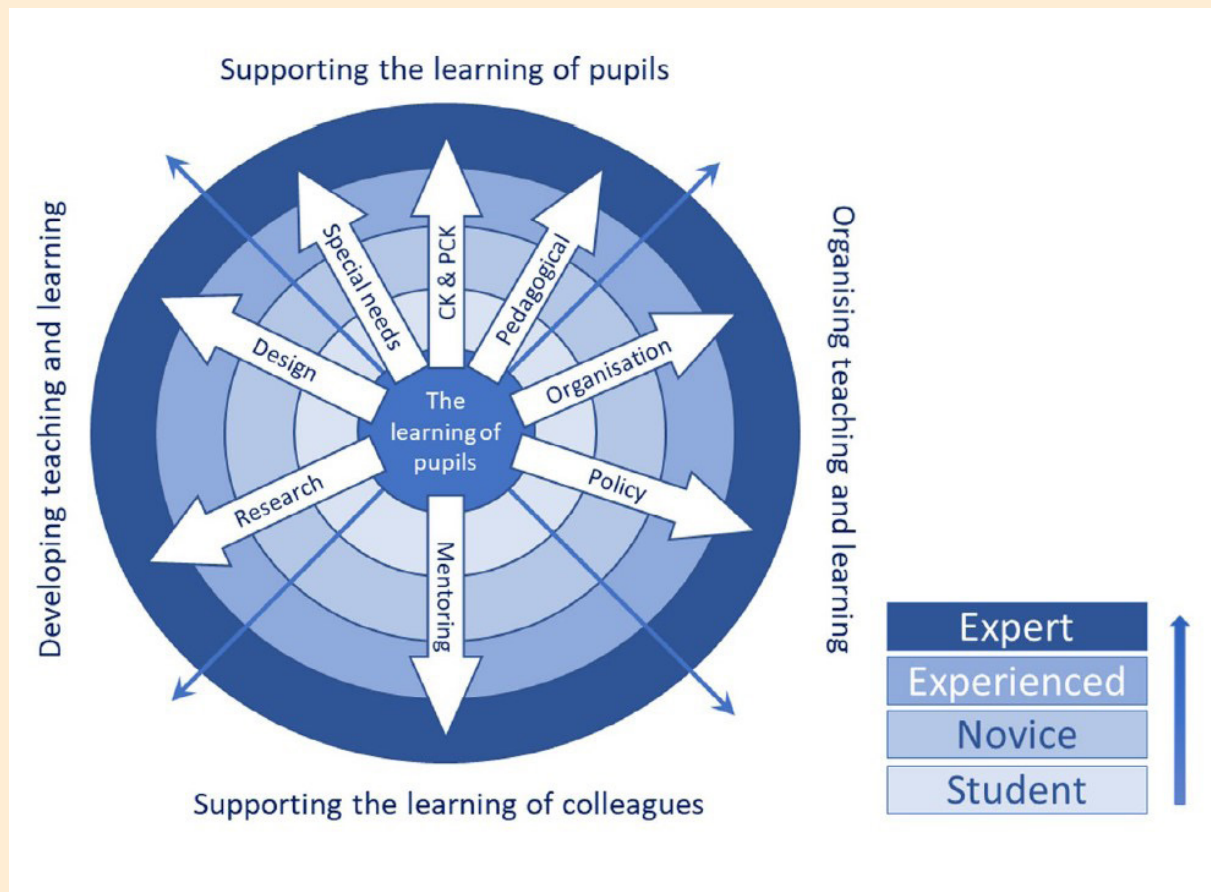 Supporting the learning of pupils
Developing teaching and learning
Organising teaching and learning
Special needs
CK & PCK
Pedagogical
Design
Organisation
The
learning of
pupils
Research
Policy
Mentoring
Supporting the learning of colleagues
Expert
Experienced
Novice
Student